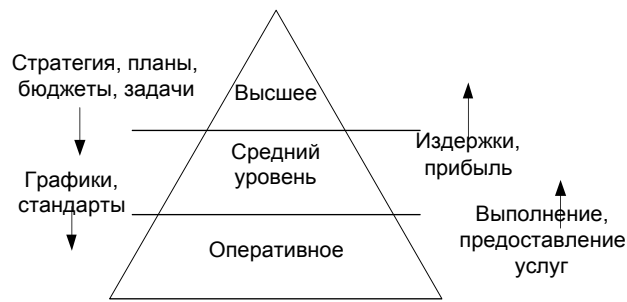 Стратегия, планы,
бюджеты, задачи
Высшее
Средний
уровень
Издержки,
прибыль
Графики,
стандарты
Выполнение,
предоставление
услуг
Оперативное